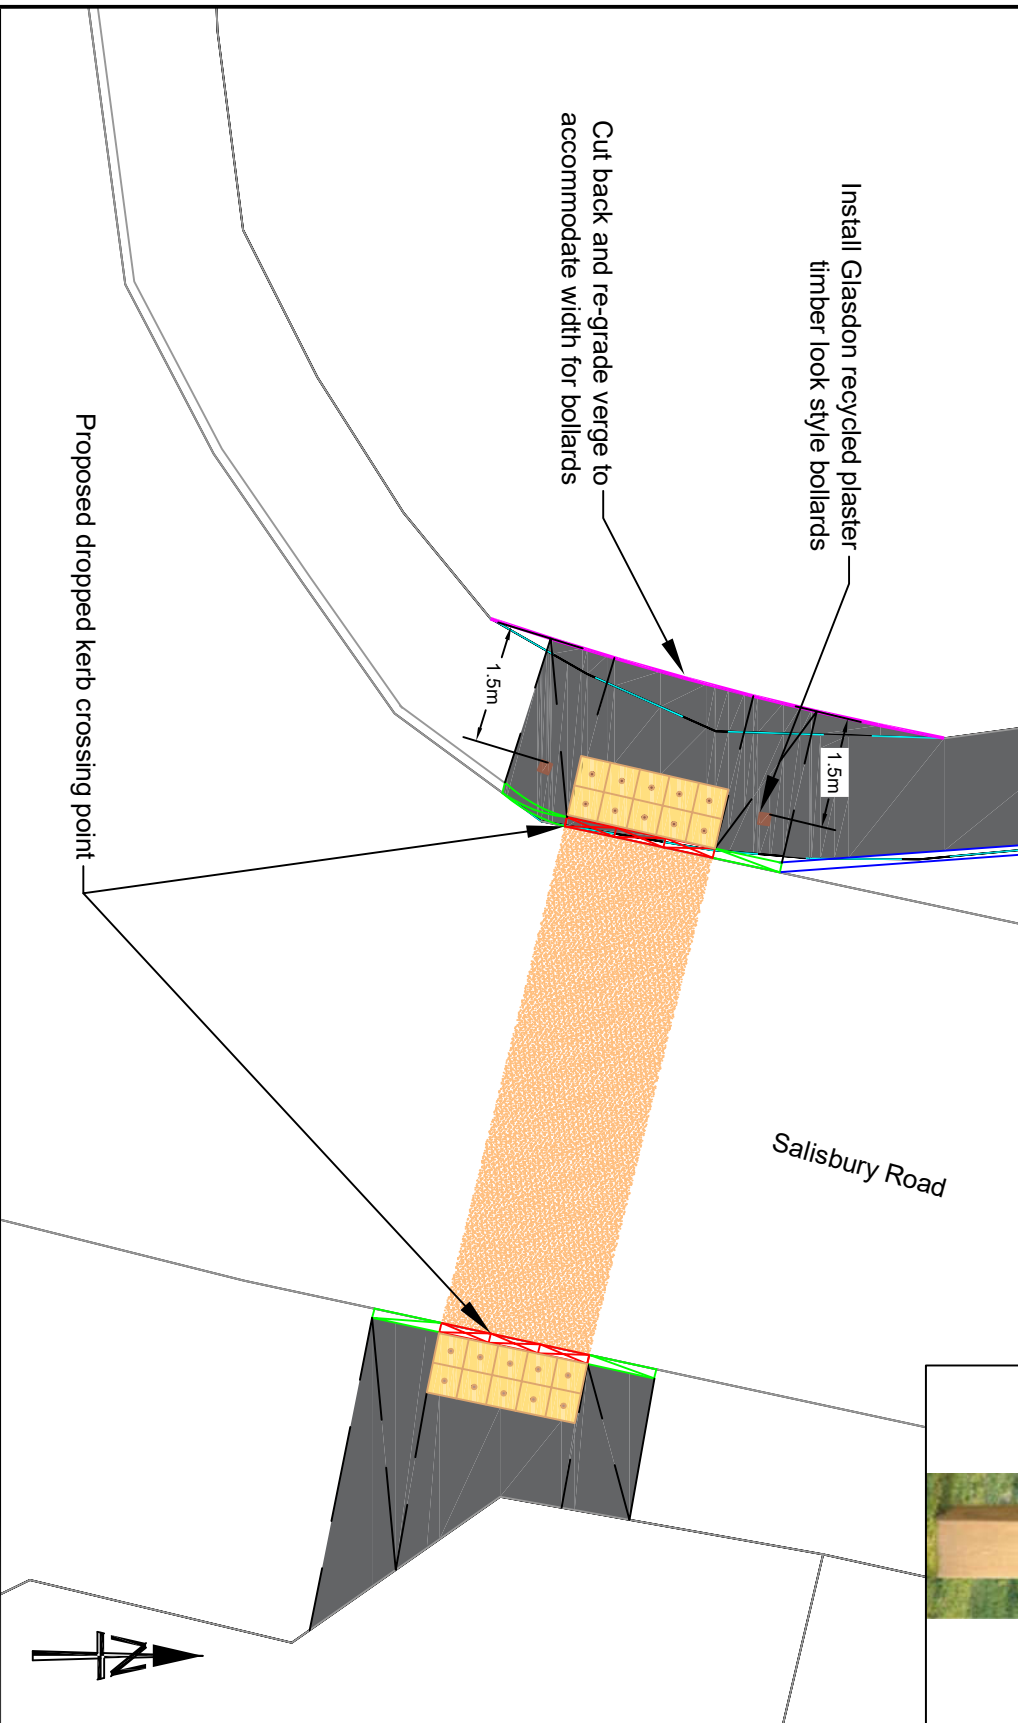 Install Glasdon recycled plaster
timber look style bollards
Cut back and re-grade verge to
accommodate width for bollards
Proposed dropped kerb crossing point
1.5m
1.5m
Salisbury Road
N